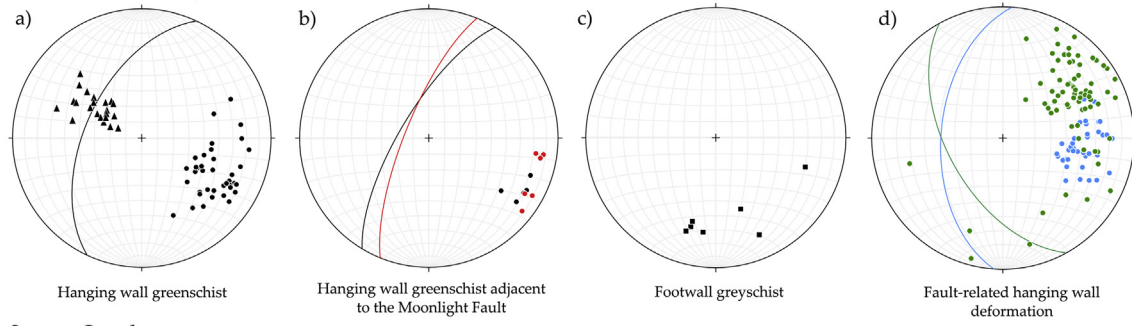 a)
b)
c)
d)
Hanging wall greenschist
Hanging wall greenschist adjacent
to the Moonlight Fault
Footwall greyschist
Fault-related hanging wall
deformation